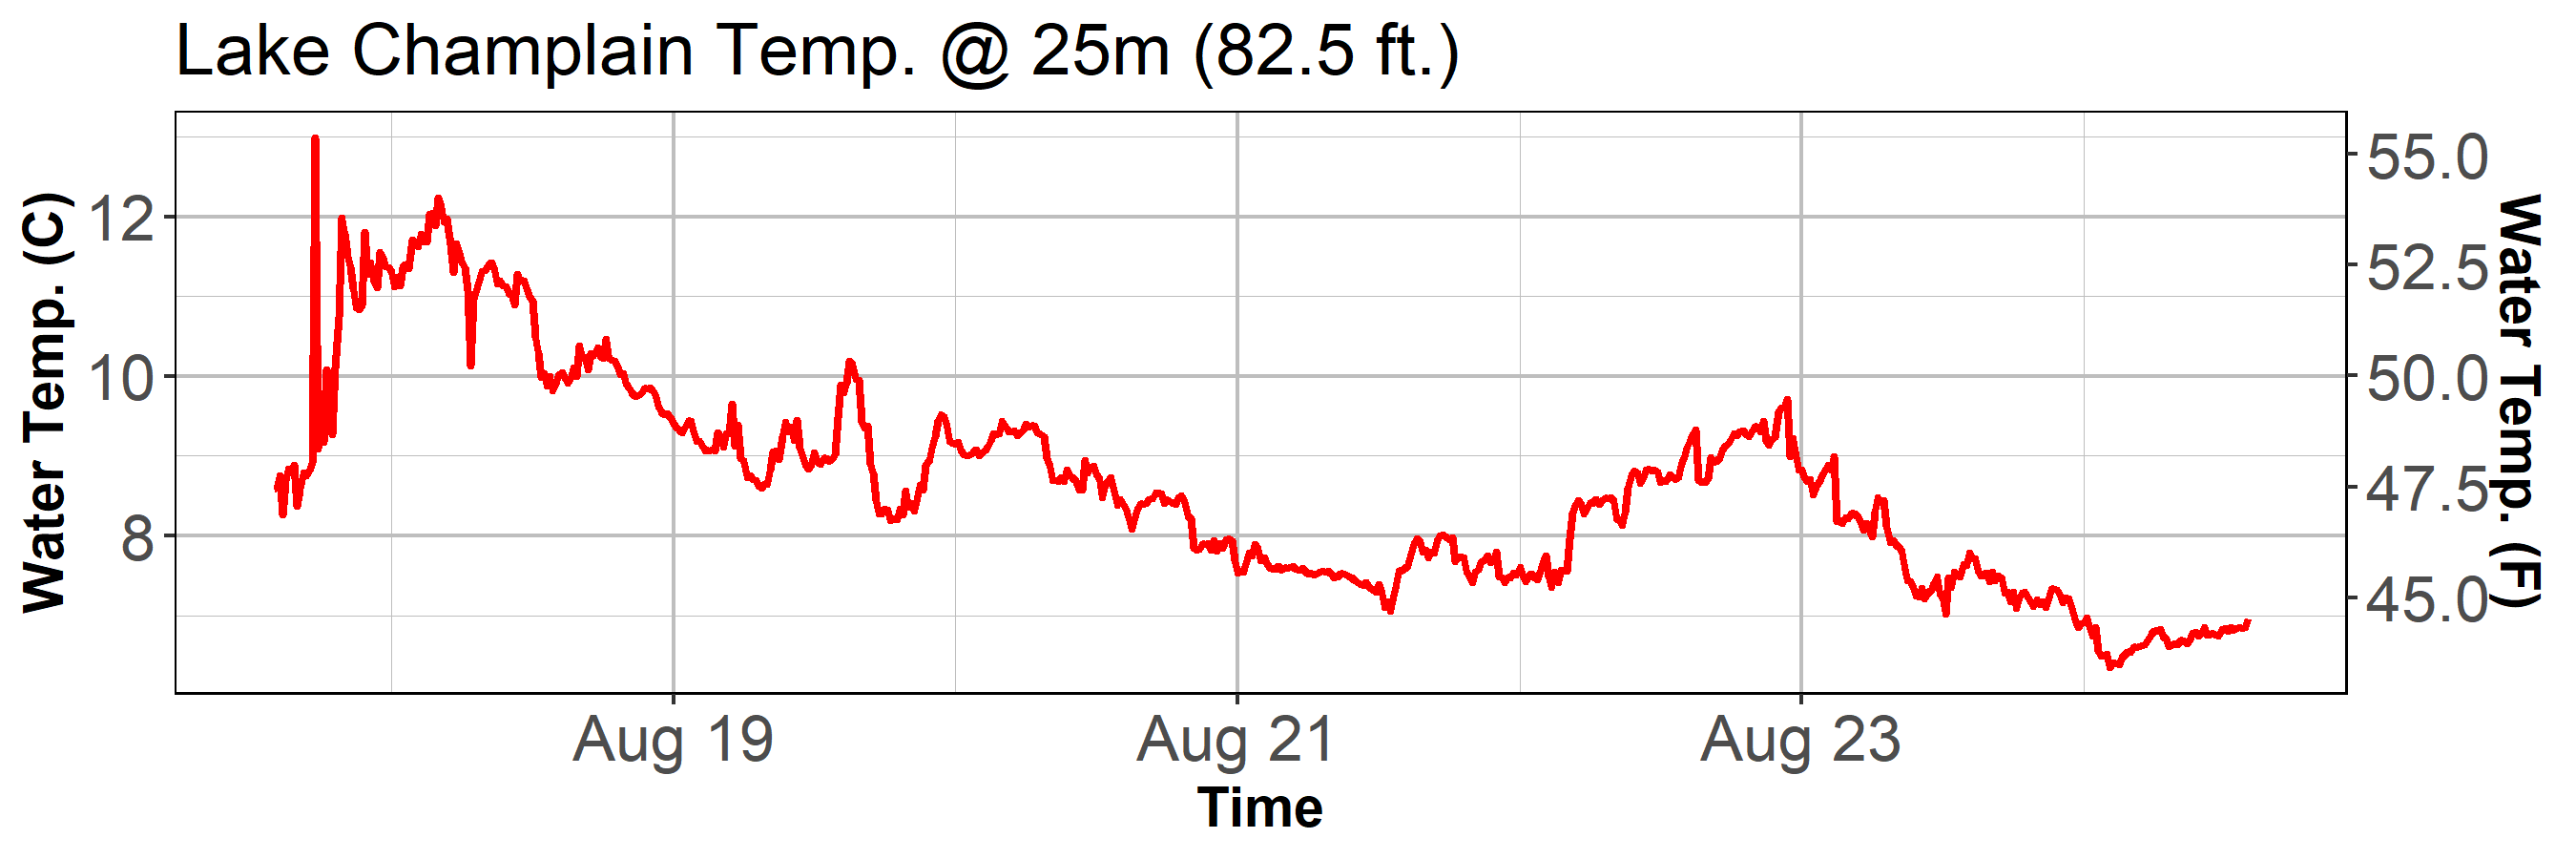 Lake Champlain Temp. @ 25m (82.5 ft.)
Water Temp. (C)
12
10
8
55.0
52.5
50.0
47.5
45.0
Water Temp. (F)
Aug 19
Aug 21
Aug 23
Time